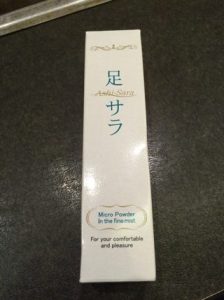 足
Ashi-Sara
サラ
Micro Powder
In the fine mist
For your comfortable
and pleasure